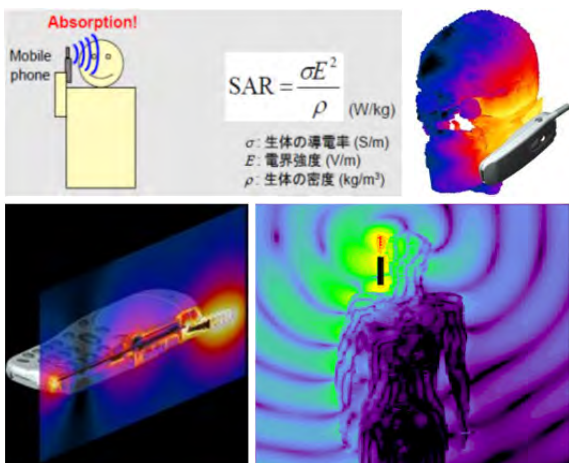 Absorption!
Mobile
phone
SAR = σE² / ρ (W/kg)
σ: 生体の導電率 (S/m)
E: 電界強度 (V/m)
ρ: 生体の密度 (kg/m³)